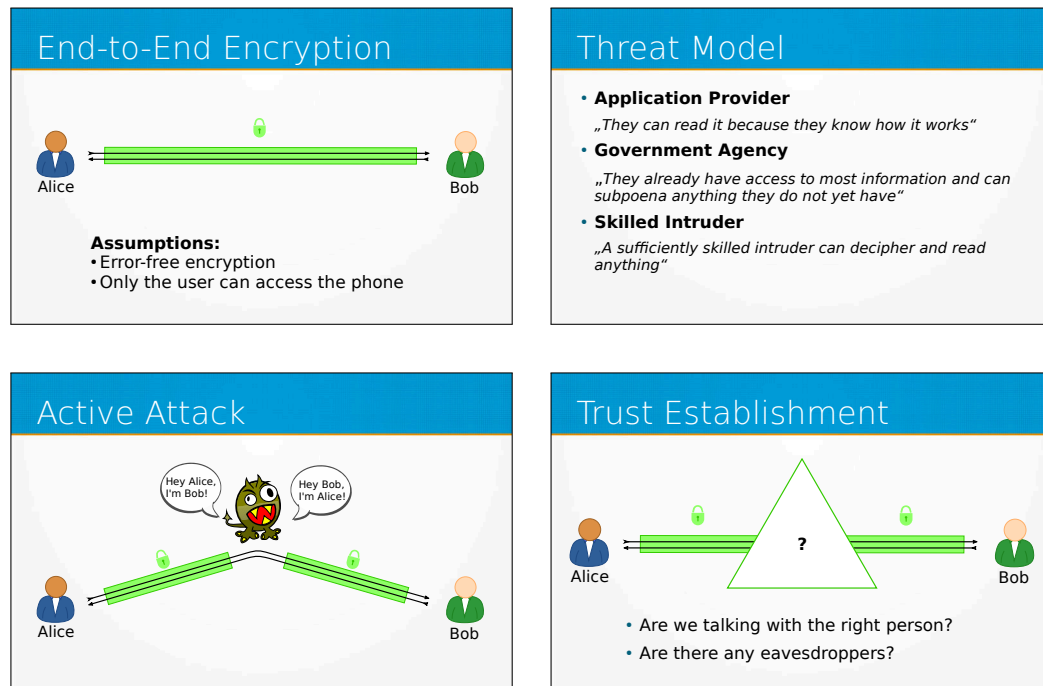 End-to-End Encryption
Alice
Bob
Assumptions:
• Error-free encryption
• Only the user can access the phone
Threat Model
• Application Provider
„They can read it because they know how it works“
• Government Agency
„They already have access to most information and can
subpoena anything they do not yet have“
• Skilled Intruder
„A sufficiently skilled intruder can decipher and read
anything“
Active Attack
Hey Alice,
I'm Bob!
Hey Bob,
I'm Alice!
Alice
Bob
Trust Establishment
?
Alice
Bob
• Are we talking with the right person?
• Are there any eavesdroppers?